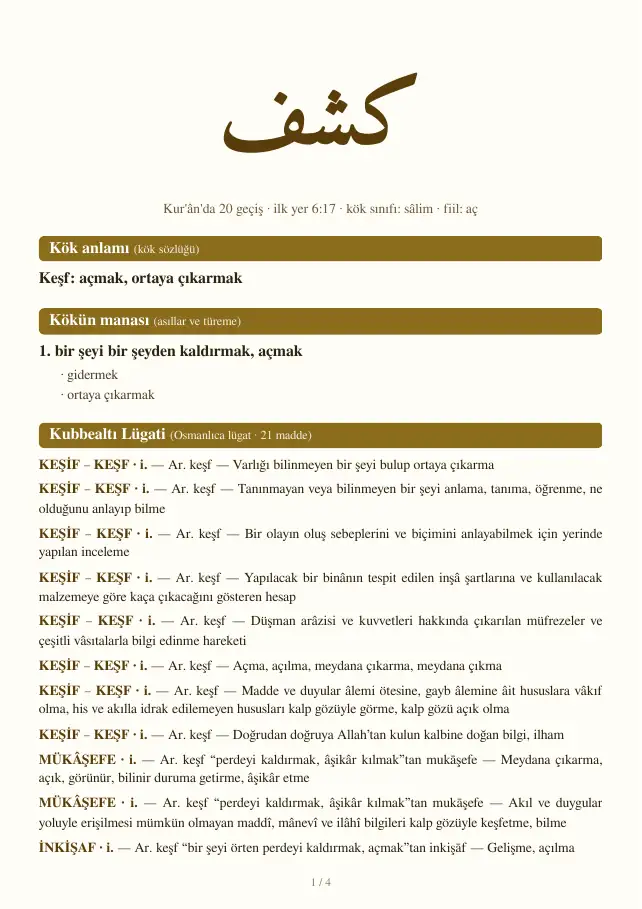 كشف
Kur'ân'da 20 geçiş · ilk yer 6:17 · kök sınıfı: sâlim · fiil: aç
Kök anlamı (kök sözlüğü)
Keşf: açmak, ortaya çıkarmak
Kökün manası (asıllar ve türeme)
1. bir şeyi bir şeyden kaldırmak, açmak
· gidermek
· ortaya çıkarmak
Kubbealtı Lügati (Osmanlıca lügat · 21 madde)
KEŞİF – KEŞF · i. — Ar. keşf — Varlığı bilinmeyen bir şeyi bulup ortaya çıkarma
KEŞİF – KEŞF · i. — Ar. keşf — Tanınmayan veya bilinmeyen bir şeyi anlama, tanıma, öğrenme, ne
olduğunu anlayıp bilme
KEŞİF – KEŞF · i. — Ar. keşf — Bir olayın oluş sebeplerini ve biçimini anlayabilmek için yerinde
yapılan inceleme
KEŞİF – KEŞF · i. — Ar. keşf — Yapılacak bir binânın tespit edilen inşâ şartlarına ve kullanılacak
malzemeye göre kaça çıkacağını gösteren hesap
KEŞİF – KEŞF · i. — Ar. keşf — Düşman arâzisi ve kuvvetleri hakkında çıkarılan müfrezeler ve
çeşitli vâsıtalarla bilgi edinme hareketi
KEŞİF – KEŞF · i. — Ar. keşf — Açma, açılma, meydana çıkarma, meydana çıkma
KEŞİF – KEŞF · i. — Ar. keşf — Madde ve duyular âlemi ötesine, gayb âlemine âit hususlara vâkıf
olma, his ve akılla idrak edilemeyen hususları kalp gözüyle görme, kalp gözü açık olma
KEŞİF – KEŞF · i. — Ar. keşf — Doğrudan doğruya Allah’tan kulun kalbine doğan bilgi, ilham
MÜKÂŞEFE · i. — Ar. keşf “perdeyi kaldırmak, âşikâr kılmak”tan mukāşefe — Meydana çıkarma,
açık, görünür, bilinir duruma getirme, âşikâr etme
MÜKÂŞEFE · i. — Ar. keşf “perdeyi kaldırmak, âşikâr kılmak”tan mukāşefe — Akıl ve duygular
yoluyle erişilmesi mümkün olmayan maddî, mânevî ve ilâhî bilgileri kalp gözüyle keşfetme, bilme
İNKİŞAF · i. — Ar. keşf “bir şeyi örten perdeyi kaldırmak, açmak”tan inkişāf — Gelişme, açılma
1 / 4